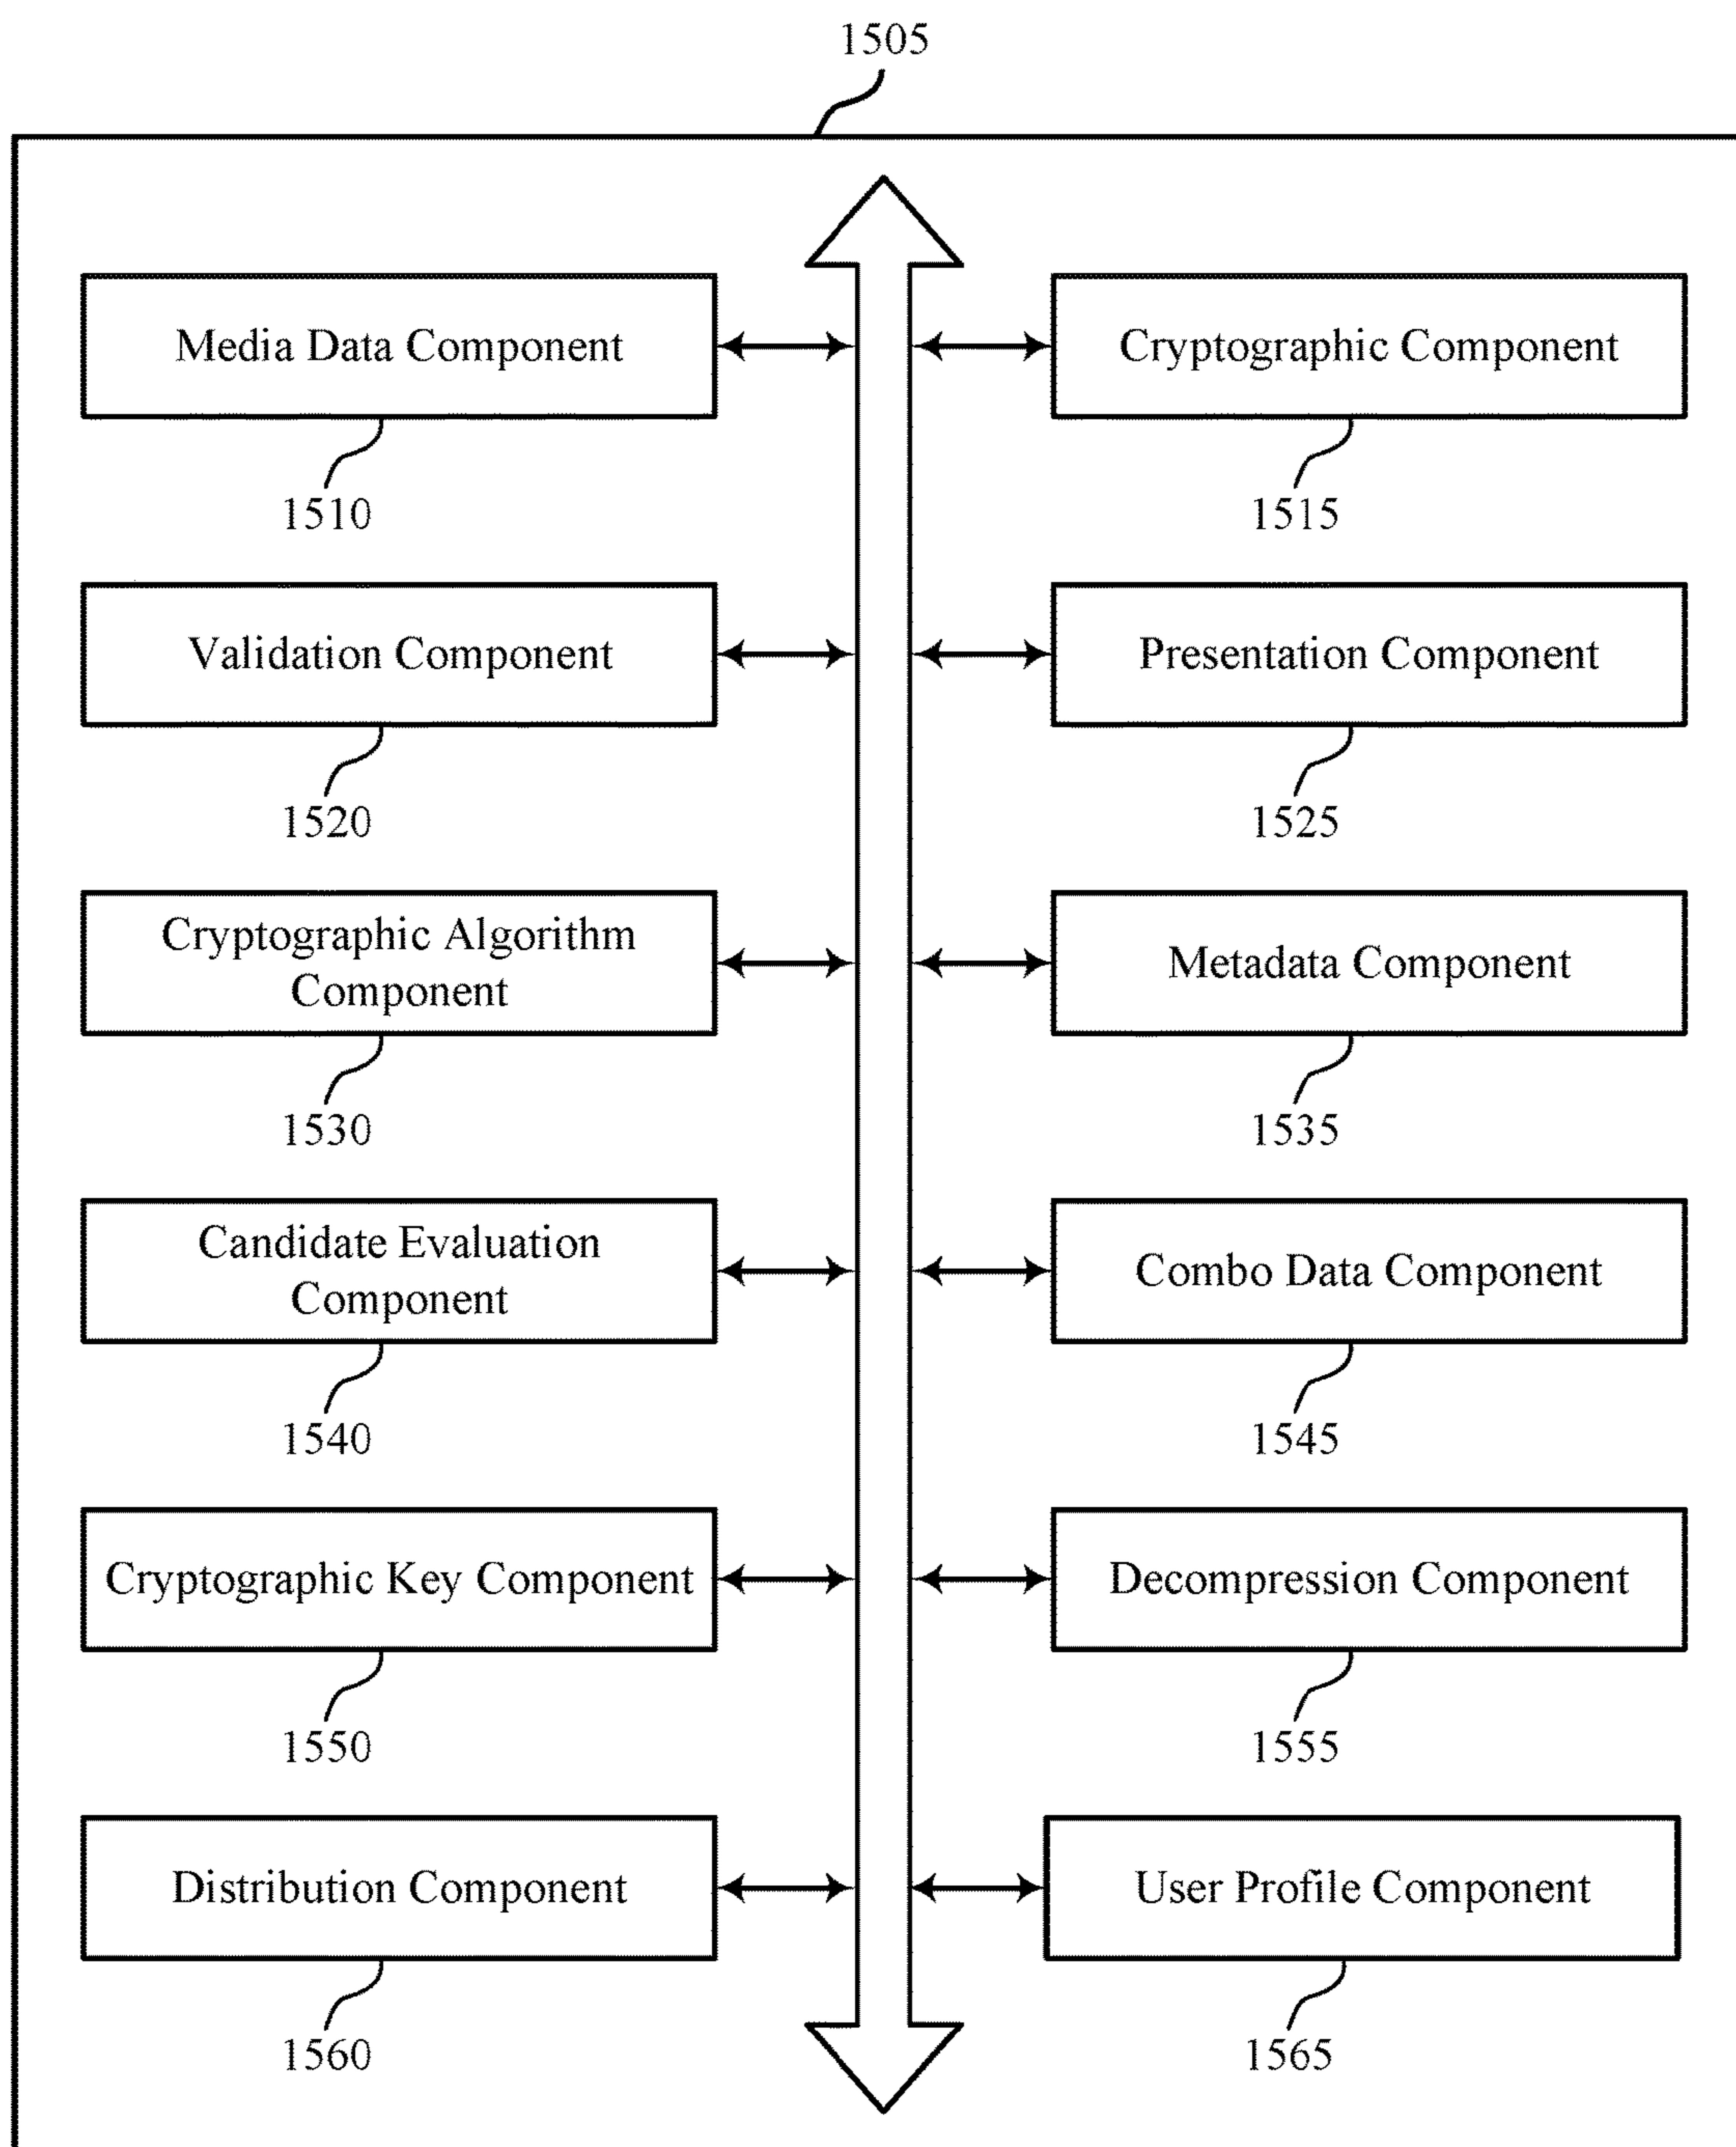 1505
Media Data Component
Cryptographic Component
1510
1515
Validation Component
Presentation Component
1520
1525
Cryptographic Algorithm
Component
Metadata Component
1530
1535
Candidate Evaluation
Component
Combo Data Component
1540
1545
Cryptographic Key Component
Decompression Component
1550
1555
Distribution Component
User Profile Component
1560
1565